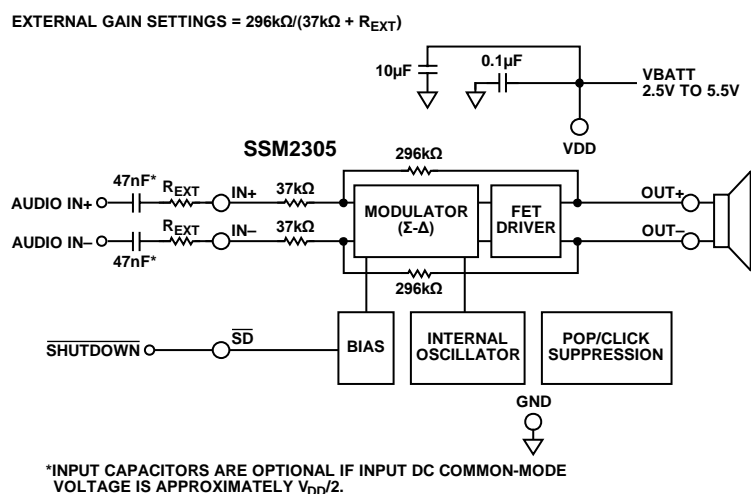 EXTERNAL GAIN SETTINGS = 296kΩ/(37kΩ + REXT)
10µF
0.1µF
VBATT
2.5V TO 5.5V
VDD
SSM2305
296kΩ
47nF*
REXT
IN+
37kΩ
AUDIO IN+
MODULATOR
(Σ-Δ)
FET
DRIVER
OUT+
AUDIO IN–
47nF*
REXT
IN–
37kΩ
OUT–
296kΩ
SHUTDOWN
SD
BIAS
INTERNAL
OSCILLATOR
POP/CLICK
SUPPRESSION
GND
*INPUT CAPACITORS ARE OPTIONAL IF INPUT DC COMMON-MODE
VOLTAGE IS APPROXIMATELY VDD/2.